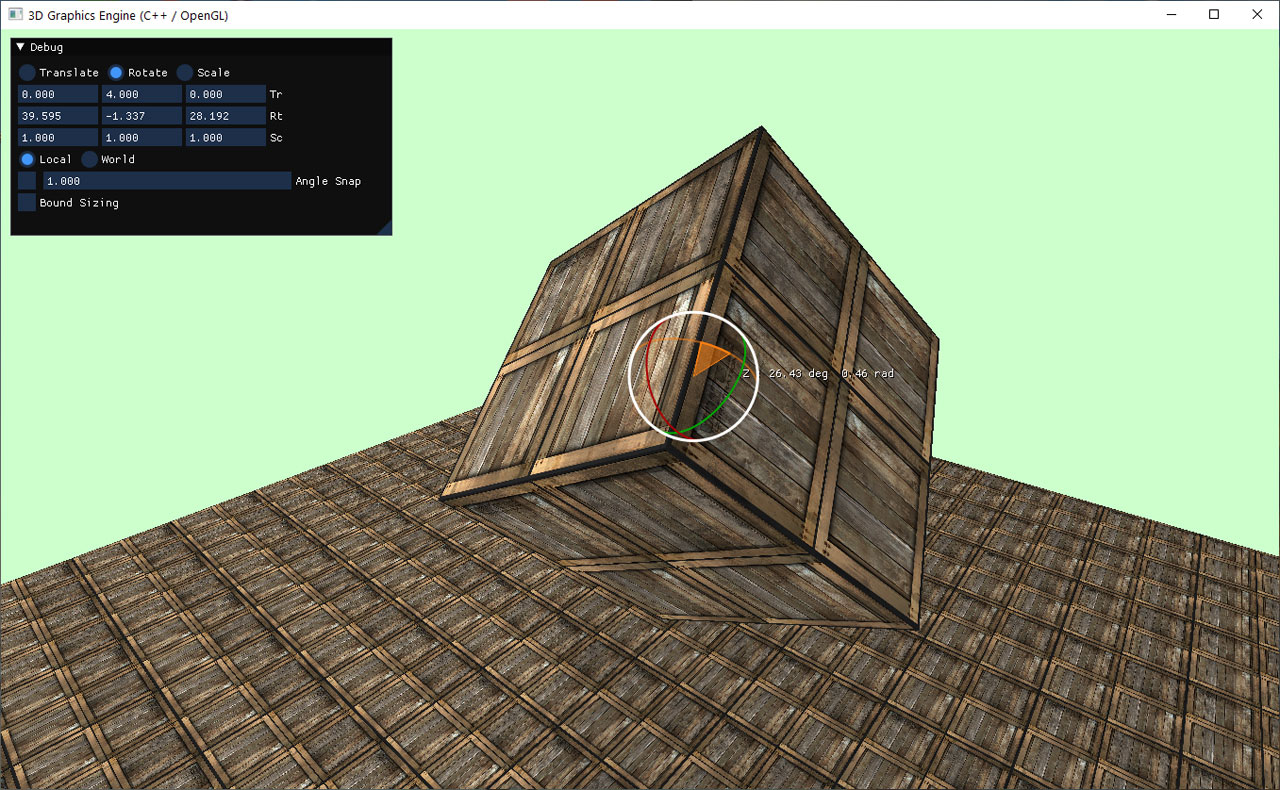 3D Graphics Engine (C++ / OpenGL)
Debug
Translate Rotate Scale
0.000 4.000 0.000 Tr
39.595 -1.337 28.192 Rt
1.000 1.000 1.000 Sc
Local World
1.000 Angle Snap
Bound Sizing
Z : 26.43 deg 0.46 rad